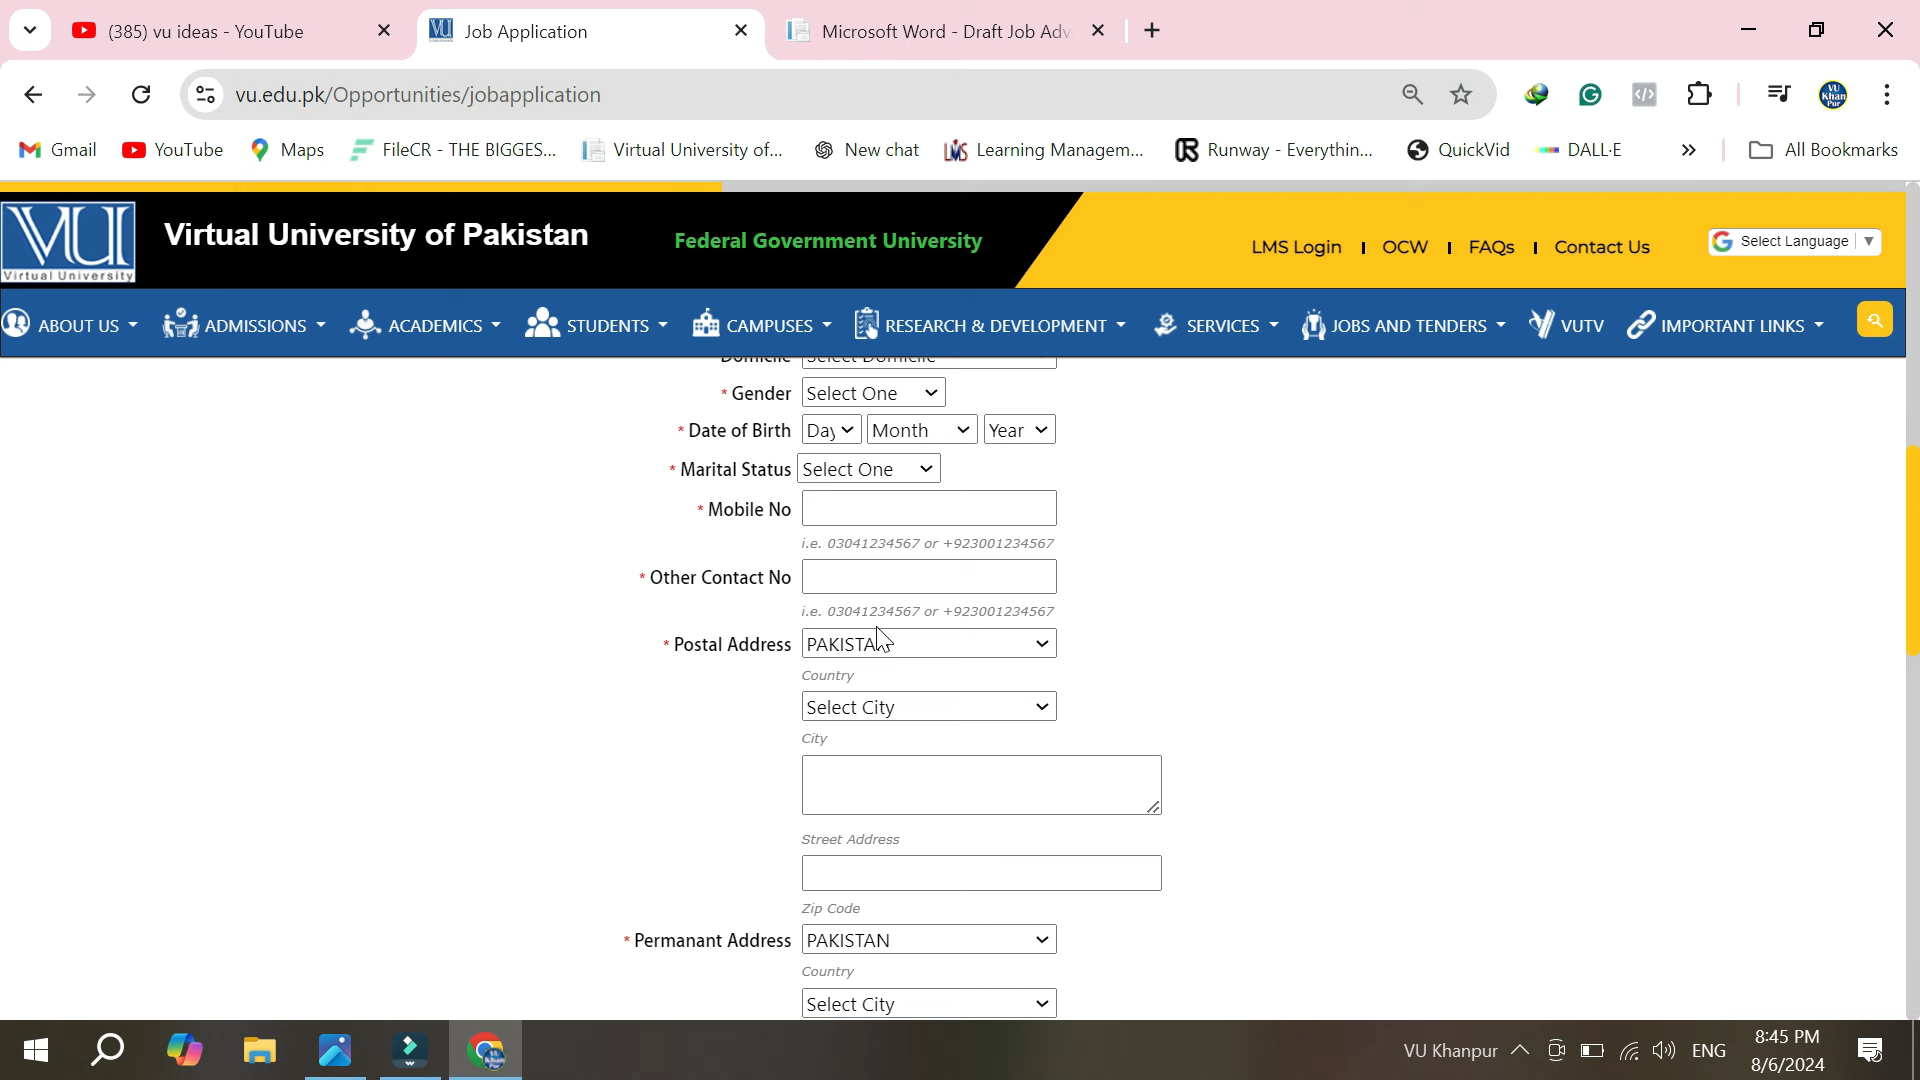 (385) vu ideas - YouTube
Job Application
Microsoft Word - Draft Job Adv
vu.edu.pk/Opportunities/jobapplication
Gmail
YouTube
Maps
FileCR - THE BIGGES...
Virtual University of...
New chat
Learning Managem...
Runway - Everythin...
QuickVid
DALL·E
»
All Bookmarks
VU
Virtual University
Virtual University of Pakistan
Federal Government University
LMS Login | OCW | FAQs | Contact Us
Select Language
ABOUT US
ADMISSIONS
ACADEMICS
STUDENTS
CAMPUSES
RESEARCH & DEVELOPMENT
SERVICES
JOBS AND TENDERS
VUTV
IMPORTANT LINKS
Domicile Select Domicile
* Gender Select One
* Date of Birth Day Month Year
* Marital Status Select One
* Mobile No
i.e. 03041234567 or +923001234567
* Other Contact No
i.e. 03041234567 or +923001234567
* Postal Address PAKISTAN
Country
Select City
City
Street Address
Zip Code
* Permanant Address PAKISTAN
Country
Select City
VU Khanpur
ENG
8:45 PM
8/6/2024